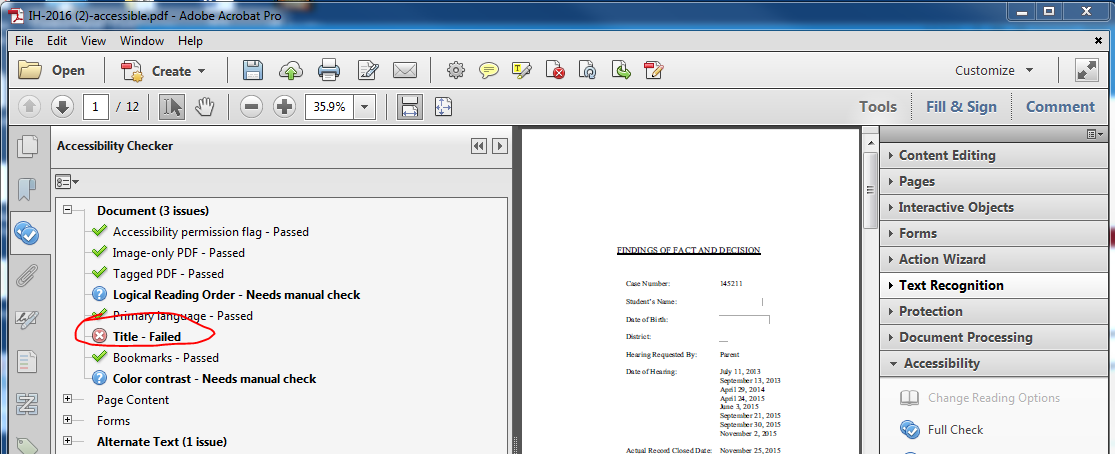 IH-2016 (2)-accessible.pdf - Adobe Acrobat Pro
File Edit View Window Help
Open Create Customize
1 / 12 35.9% Tools Fill & Sign Comment
Accessibility Checker
Document (3 issues)
Accessibility permission flag - Passed
Image-only PDF - Passed
Tagged PDF - Passed
Logical Reading Order - Needs manual check
Primary language - Passed
Title - Failed
Bookmarks - Passed
Color contrast - Needs manual check
Page Content
Forms
Alternate Text (1 issue)
FINDINGS OF FACT AND DECISION
Case Number: 145211
Student's Name:
Date of Birth:
District:
Hearing Requested By: Parent
Date of Hearing: July 11, 2013
September 13, 2013
April 29, 2014
April 24, 2015
June 3, 2015
September 21, 2015
September 30, 2015
November 2, 2015
Actual Record Closed Date: November 25, 2015
Content Editing
Pages
Interactive Objects
Forms
Action Wizard
Text Recognition
Protection
Document Processing
Accessibility
Change Reading Options
Full Check